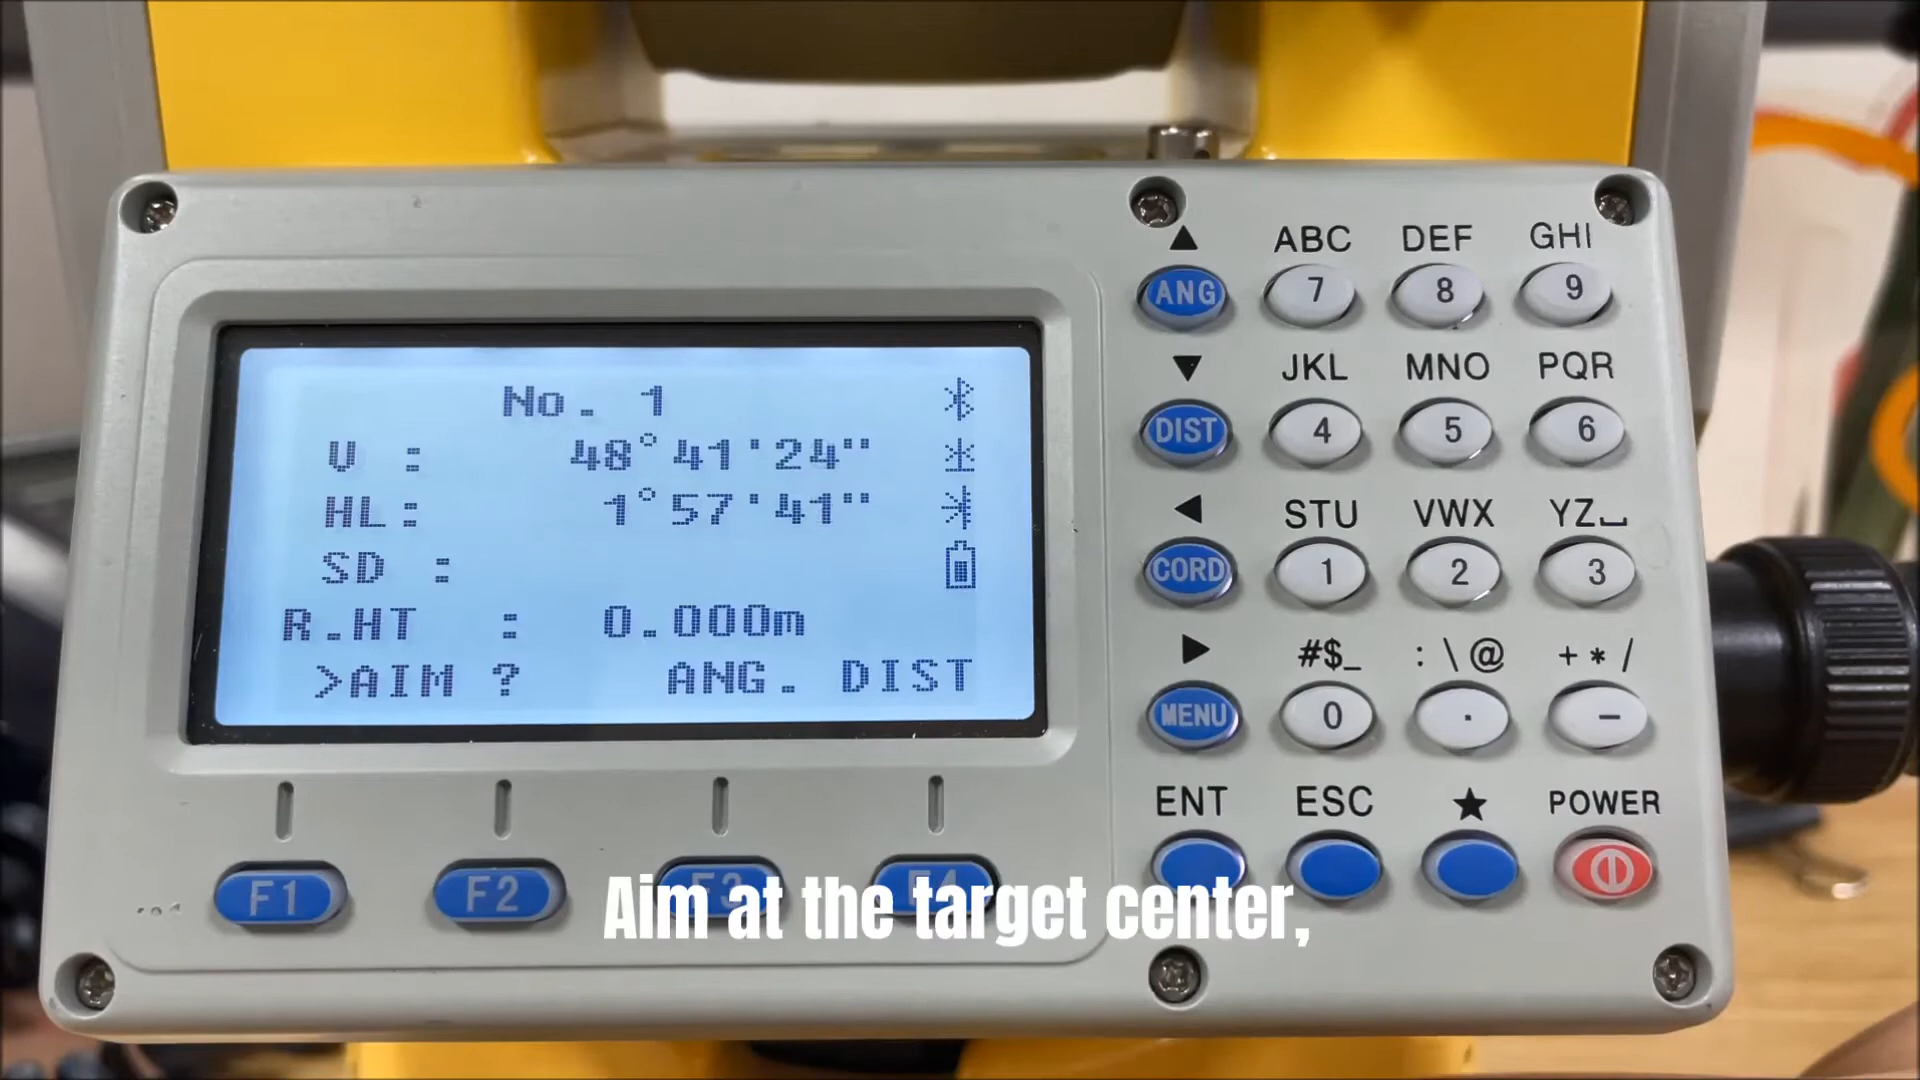 No. 1
V : 48°41'24"
HL: 1°57'41"
SD :
R.HT : 0.000m
>AIM ? ANG. DIST
▲ ABC DEF GHI
ANG 7 8 9
▼ JKL MNO PQR
DIST 4 5 6
◀ STU VWX YZ⎵
CORD 1 2 3
▶ #$_ :\@ +*/
MENU 0 . −
ENT ESC ★ POWER
F1 F2 F3 F4
Aim at the target center,